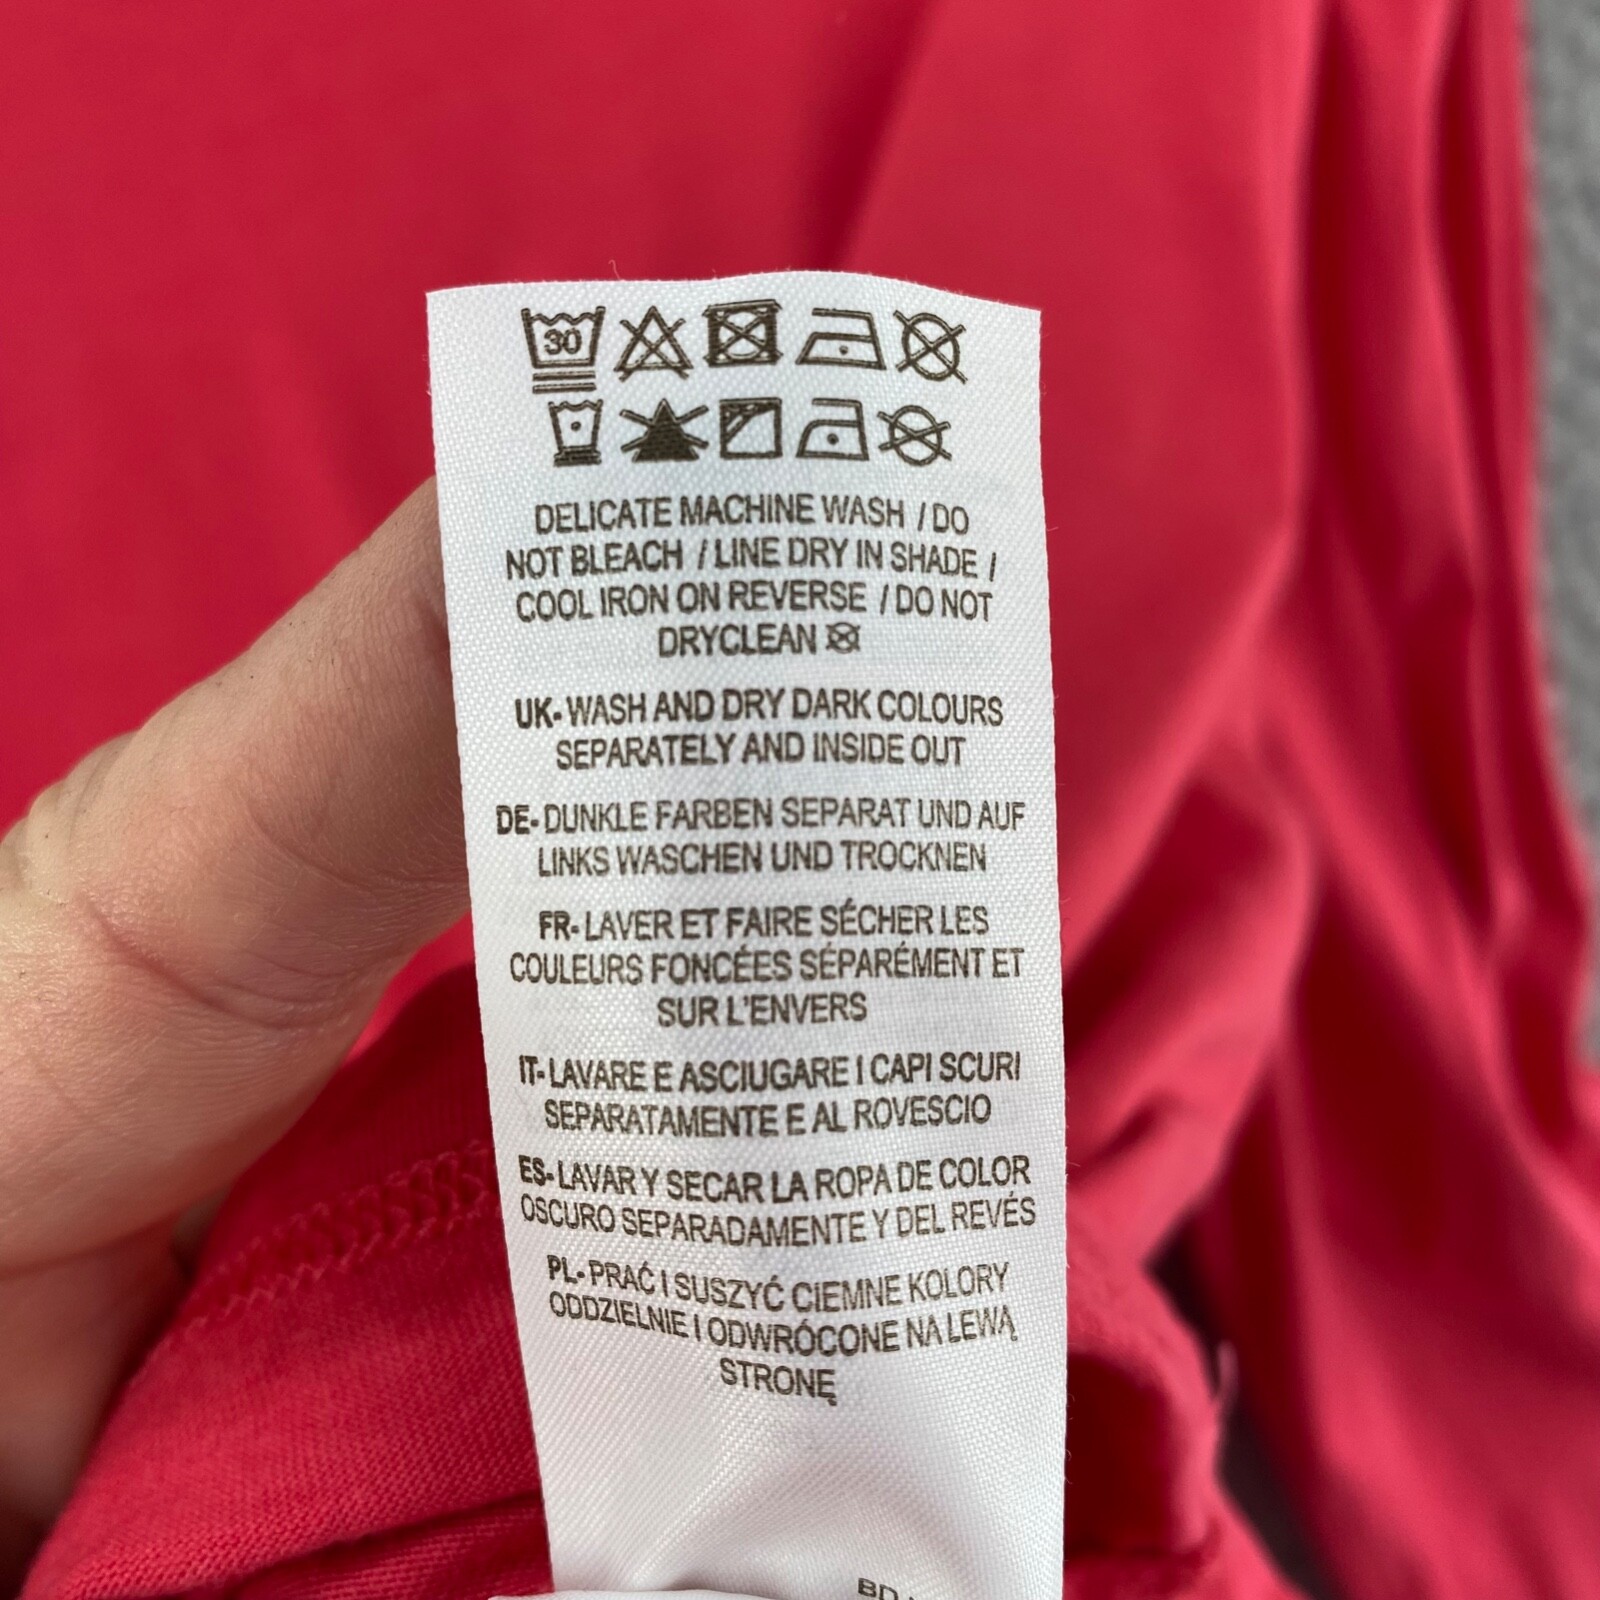 30
DELICATE MACHINE WASH / DO
NOT BLEACH / LINE DRY IN SHADE /
COOL IRON ON REVERSE / DO NOT
DRYCLEAN
UK- WASH AND DRY DARK COLOURS
SEPARATELY AND INSIDE OUT
DE- DUNKLE FARBEN SEPARAT UND AUF
LINKS WASCHEN UND TROCKNEN
FR- LAVER ET FAIRE SÉCHER LES
COULEURS FONCÉES SÉPARÉMENT ET
SUR L'ENVERS
IT- LAVARE E ASCIUGARE I CAPI SCURI
SEPARATAMENTE E AL ROVESCIO
ES- LAVAR Y SECAR LA ROPA DE COLOR
OSCURO SEPARADAMENTE Y DEL REVÉS
PL- PRAĆ I SUSZYĆ CIEMNE KOLORY
ODDZIELNIE I ODWRÓCONE NA LEWĄ
STRONĘ